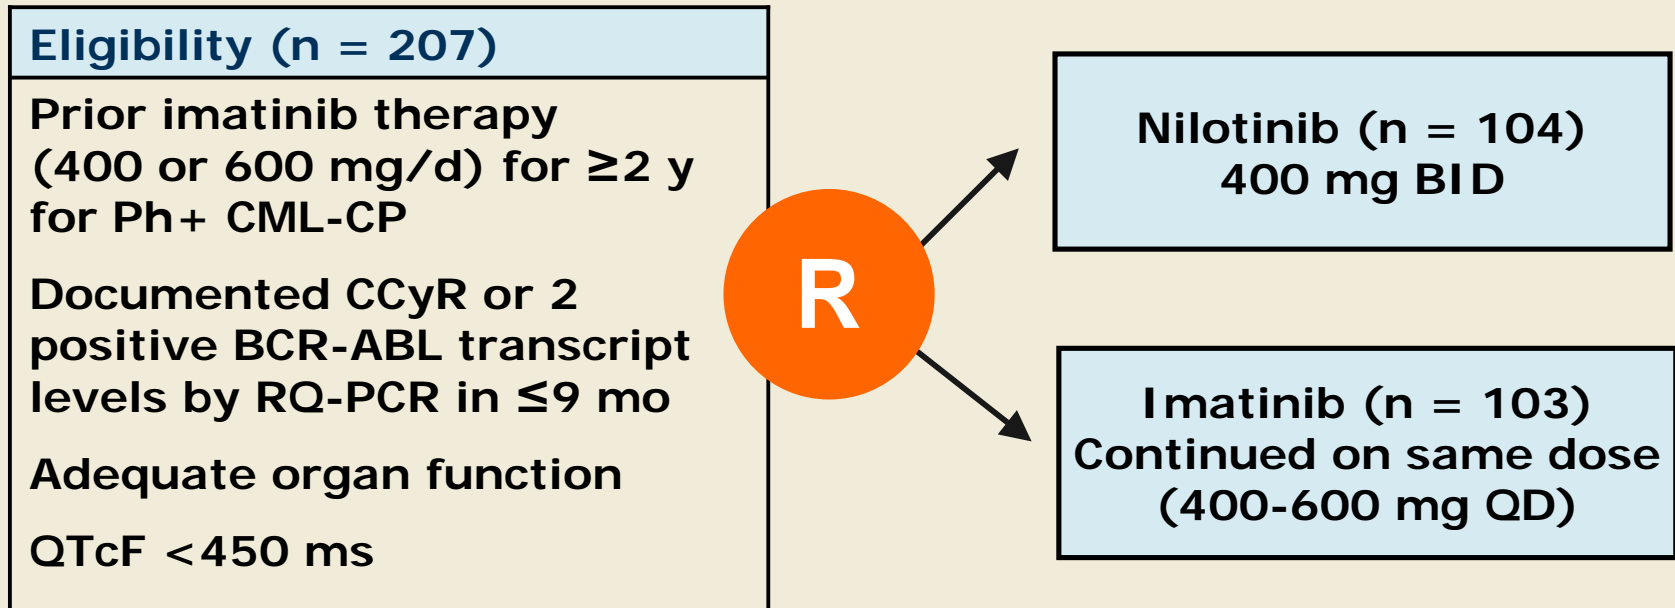 Eligibility (n = 207)
Prior imatinib therapy
(400 or 600 mg/d) for ≥2 y
for Ph+ CML-CP
Documented CCyR or 2
positive BCR-ABL transcript
levels by RQ-PCR in ≤9 mo
Adequate organ function
QTcF <450 ms
R
Nilotinib (n = 104)
400 mg BID
Imatinib (n = 103)
Continued on same dose
(400-600 mg QD)